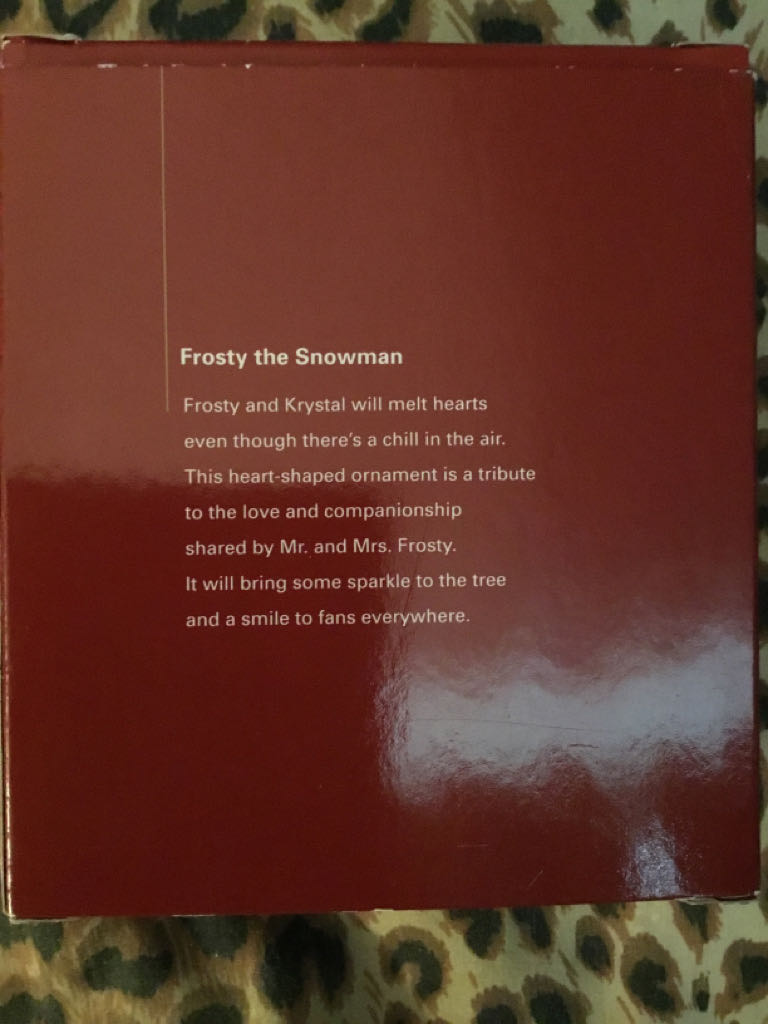 Frosty the Snowman
Frosty and Krystal will melt hearts
even though there's a chill in the air.
This heart-shaped ornament is a tribute
to the love and companionship
shared by Mr. and Mrs. Frosty.
It will bring some sparkle to the tree
and a smile to fans everywhere.